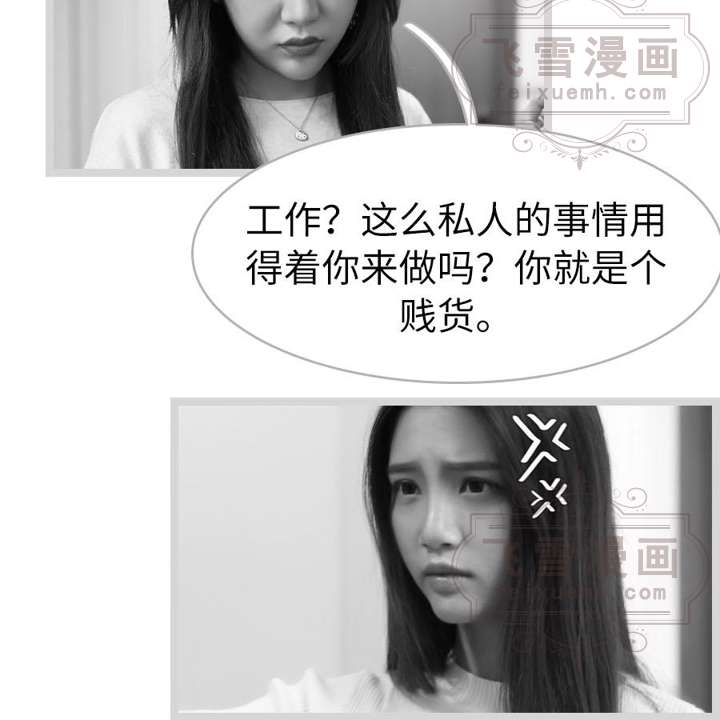 飞雪漫画
feixuemh.com
工作？这么私人的事情用
得着你来做吗？你就是个
贱货。
飞雪漫画
feixuemh.com